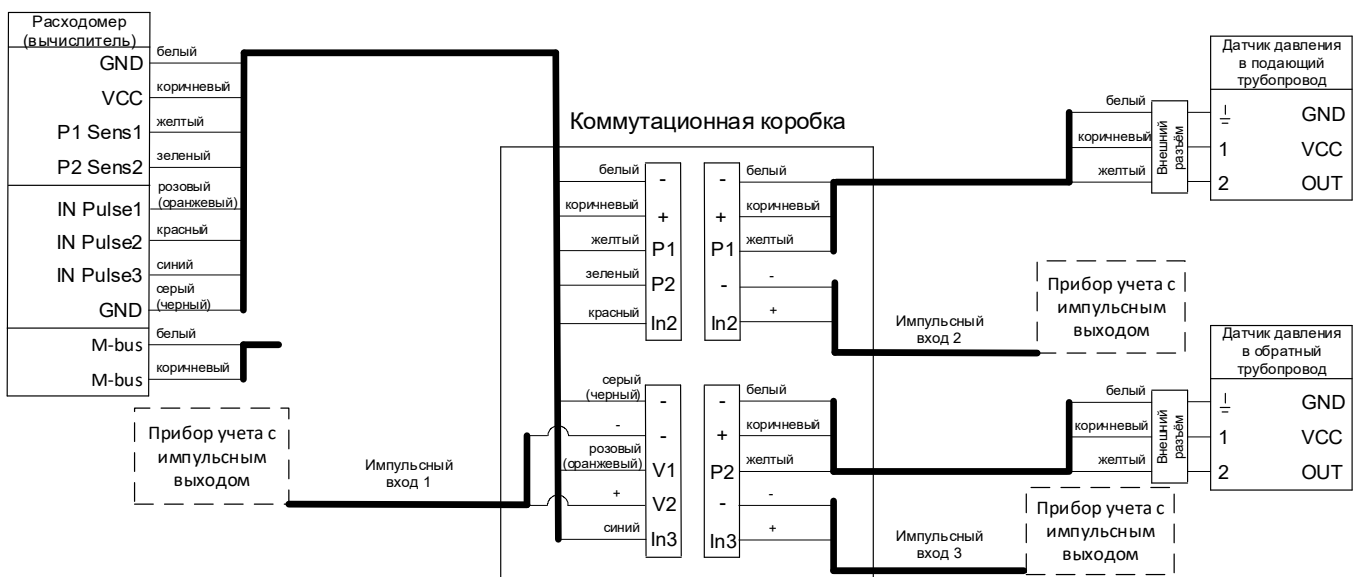 Расходомер
(вычислитель)
GND
белый
VCC
коричневый
P1 Sens1
желтый
P2 Sens2
зеленый
IN Pulse1
розовый
(оранжевый)
IN Pulse2
красный
IN Pulse3
синий
GND
серый
(черный)
M-bus
белый
M-bus
коричневый
Прибор учета с
импульсным
выходом
Импульсный
вход 1
Коммутационная коробка
белый
-
коричневый
+
желтый
P1
зеленый
P2
красный
In2
-
белый
+
коричневый
P1
желтый
-
-
In2
+
Импульсный
вход 2
Прибор учета с
импульсным
выходом
серый
(черный)
-
-
-
розовый
(оранжевый)
V1
+
V2
синий
In3
-
белый
+
коричневый
P2
желтый
-
-
In3
+
Импульсный
вход 3
Прибор учета с
импульсным
выходом
Датчик давления
в подающий
трубопровод
белый
коричневый
желтый
Внешний
разъём
GND
1
VCC
2
OUT
Датчик давления
в обратный
трубопровод
белый
коричневый
желтый
Внешний
разъём
GND
1
VCC
2
OUT